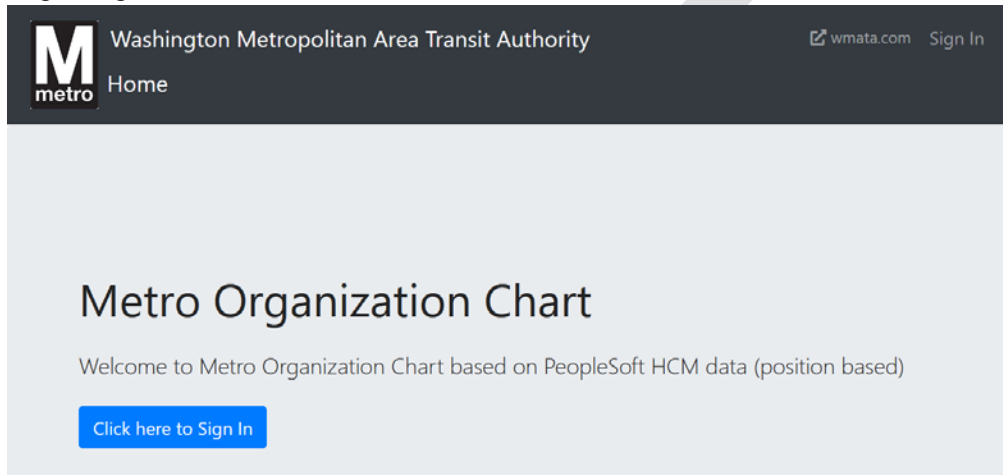 M
metro
Washington Metropolitan Area Transit Authority
wmata.com Sign In
Home
Metro Organization Chart
Welcome to Metro Organization Chart based on PeopleSoft HCM data (position based)
Click here to Sign In